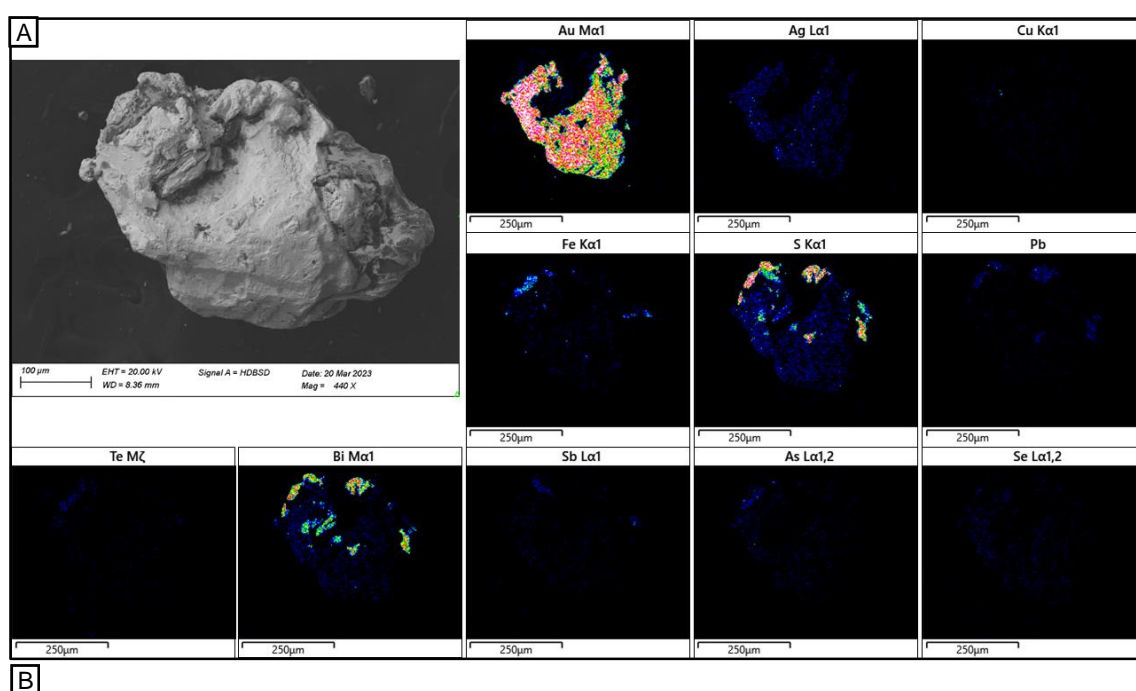 A
Au Mα1
Ag Lα1
Cu Kα1
250µm
250µm
250µm
Fe Kα1
S Kα1
Pb
100 µm
EHT = 20.00 kV
WD = 8.36 mm
Signal A = HDBSD
Date: 20 Mar 2023
Mag = 440 X
250µm
250µm
250µm
Te Mζ
Bi Mα1
Sb Lα1
As Lα1,2
Se Lα1,2
250µm
250µm
250µm
250µm
250µm
B